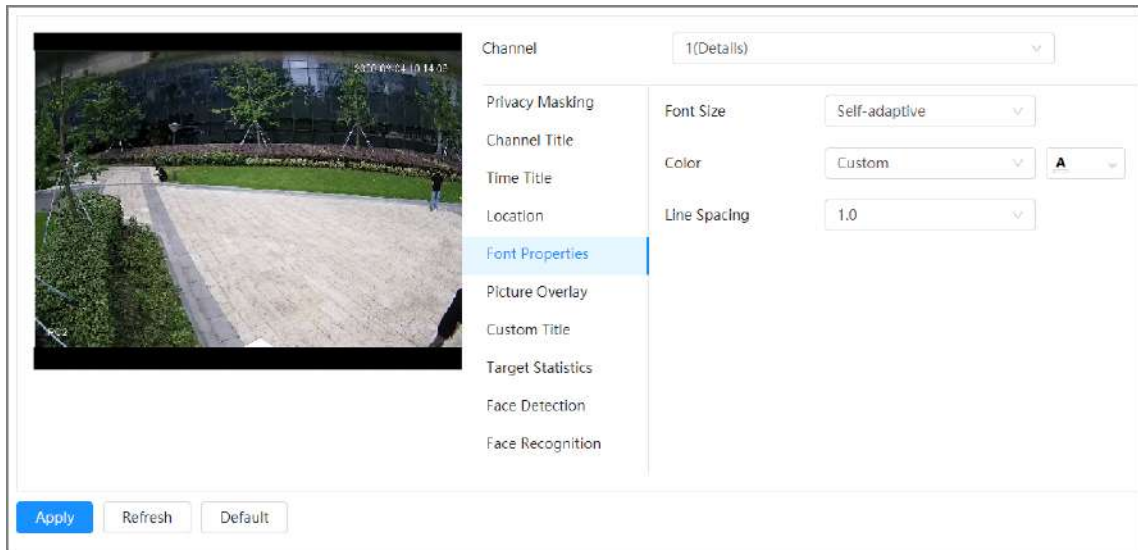 Channel
1(Details)
Privacy Masking
Channel Title
Time Title
Location
Font Properties
Picture Overlay
Custom Title
Target Statistics
Face Detection
Face Recognition
Font Size
Self-adaptive
Color
Custom
A
Line Spacing
1.0
Apply
Refresh
Default